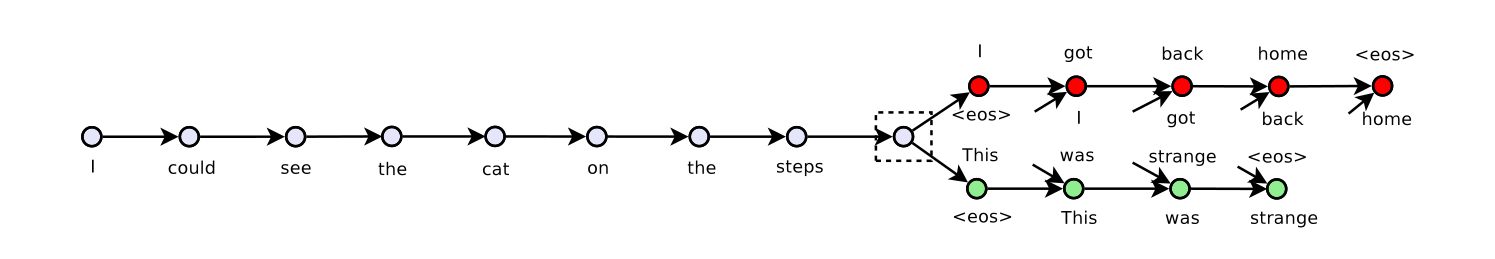 I got back home <eos>
<eos> I got back home
I could see the cat on the steps
This was strange <eos>
<eos> This was strange